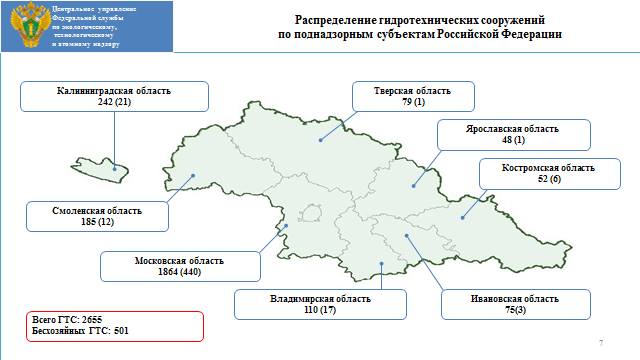 Центральное управление
Федеральной службы
по экологическому,
технологическому
и атомному надзору
Распределение гидротехнических сооружений
по поднадзорным субъектам Российской Федерации
Калининградская область
242 (21)
Тверская область
79 (1)
Ярославская область
48 (1)
Костромская область
52 (6)
Смоленская область
185 (12)
Московская область
1864 (440)
Владимирская область
110 (17)
Ивановская область
75(3)
Всего ГТС: 2655
Бесхозяйных ГТС: 501
7